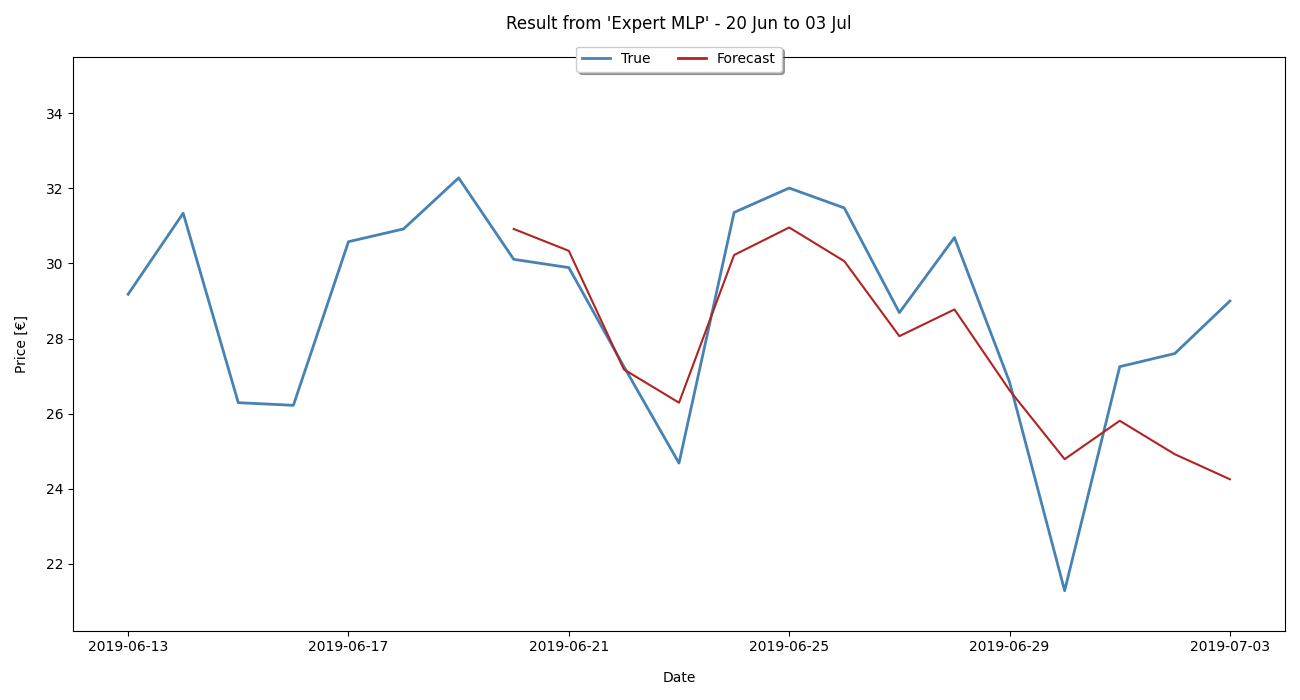 Result from 'Expert MLP' - 20 Jun to 03 Jul
True Forecast
34
32
30
28
26
24
22
Price [€]
2019-06-13 2019-06-17 2019-06-21 2019-06-25 2019-06-29 2019-07-03
Date